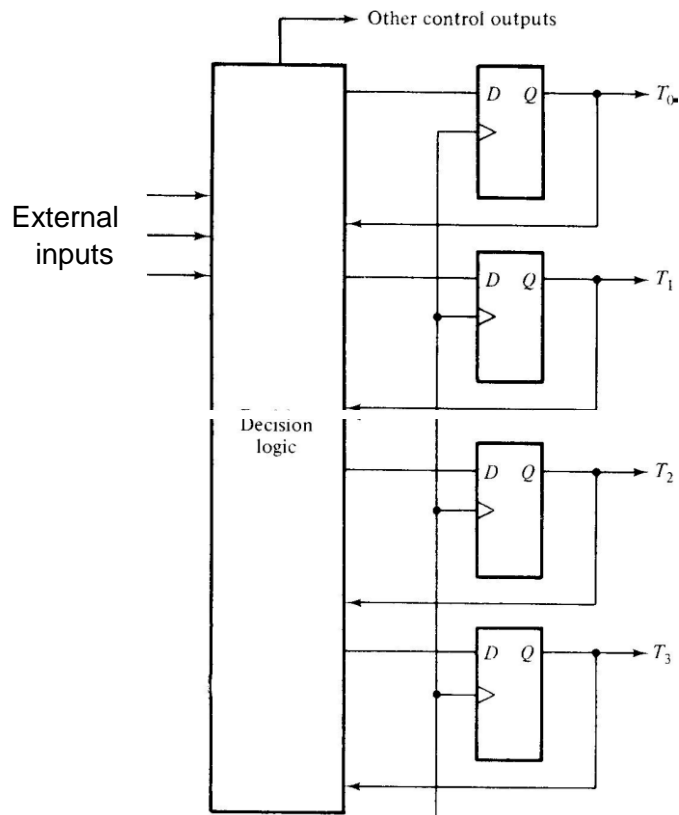 Other control outputs
D Q
T₀
External
inputs
D Q
T₁
Decision
logic
D Q
T₂
D Q
T₃